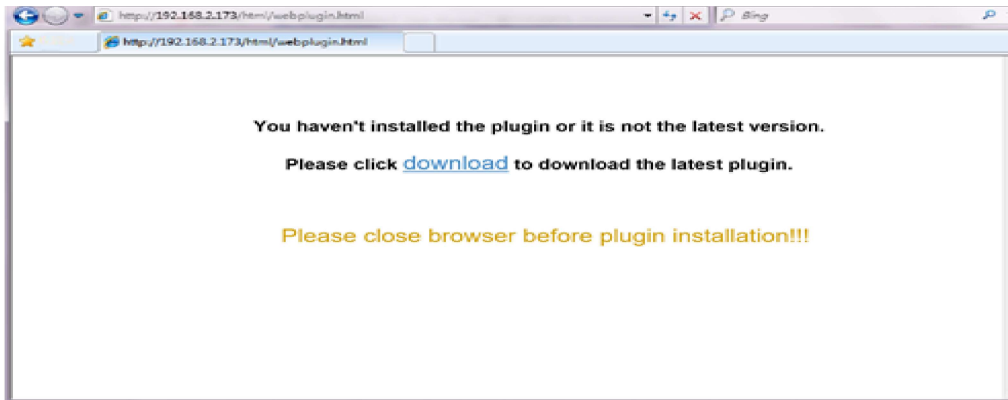 http://192.168.2.173/html/webplugin.html
Bing
http://192.168.2.173/html/webplugin.html
You haven't installed the plugin or it is not the latest version.
Please click download to download the latest plugin.
Please close browser before plugin installation!!!